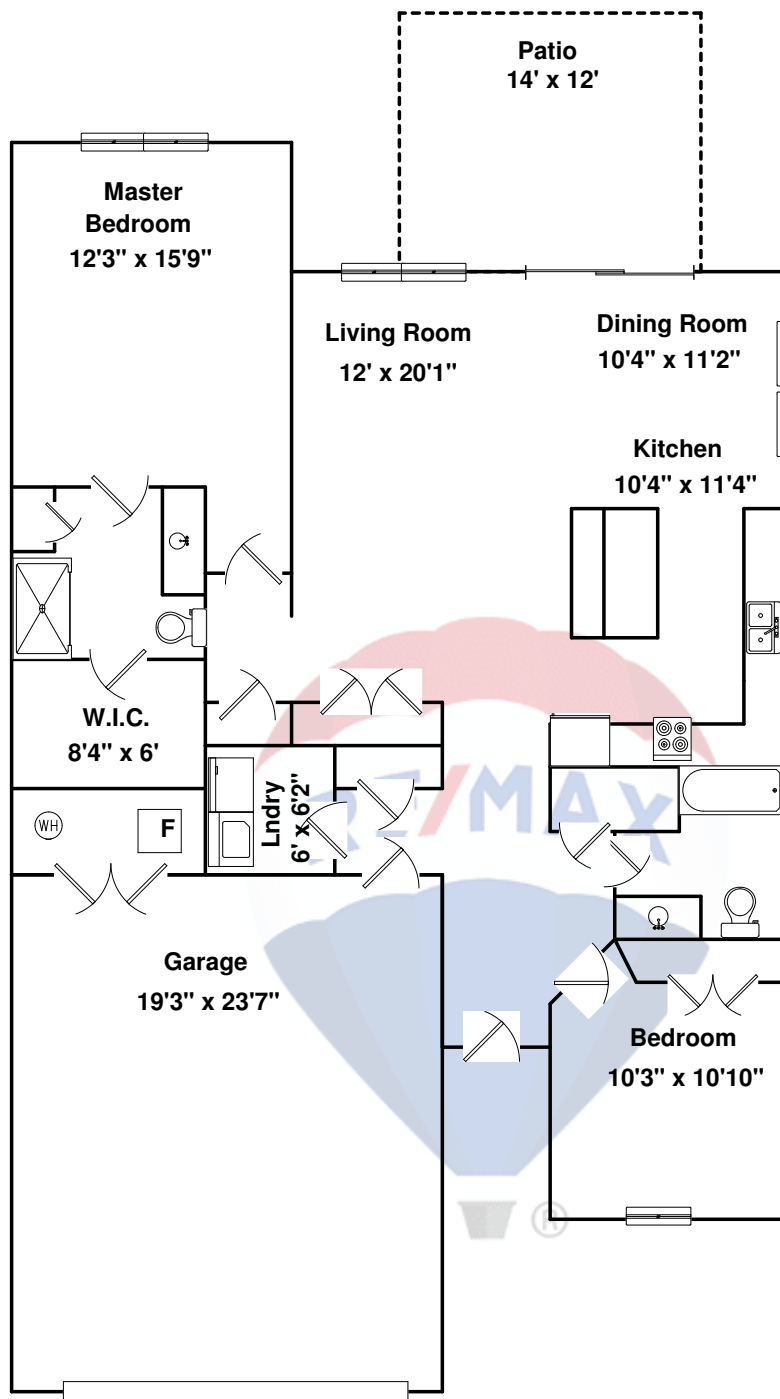 Patio
14' x 12'
Master
Bedroom
12'3" x 15'9"
Living Room
12' x 20'1"
Dining Room
10'4" x 11'2"
Kitchen
10'4" x 11'4"
W.I.C.
8'4" x 6'
Lndry
6' x 6'2"
RE/MAX
WH
F
Garage
19'3" x 23'7"
Bedroom
10'3" x 10'10"
®